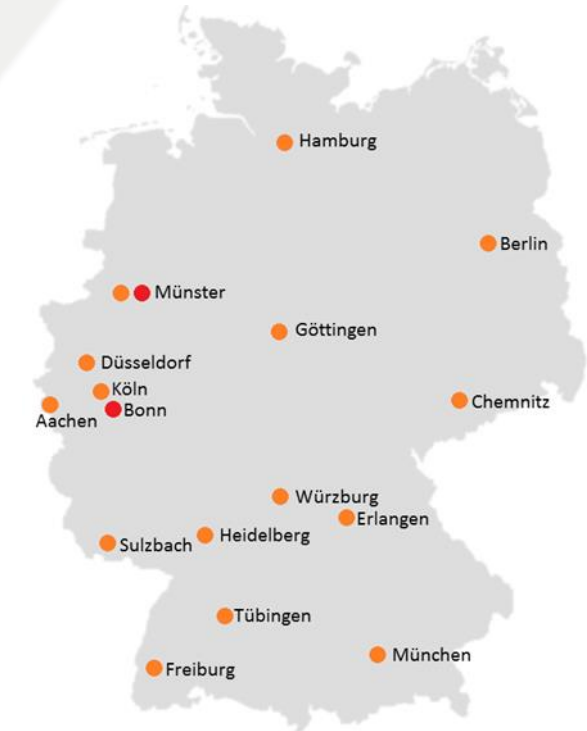 Hamburg
Berlin
Münster
Göttingen
Düsseldorf
Köln
Chemnitz
Bonn
Aachen
Würzburg
Erlangen
Heidelberg
Sulzbach
Tübingen
München
Freiburg